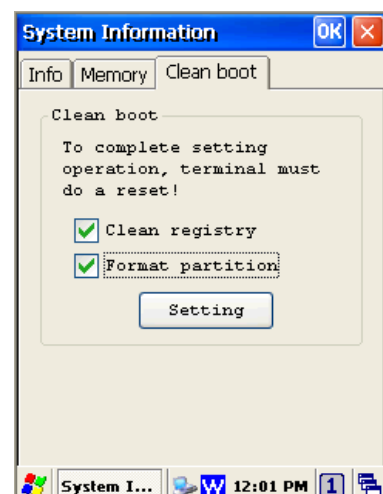 System Information OK
Info Memory Clean boot
Clean boot
To complete setting
operation, terminal must
do a reset!
Clean registry
Format partition
Setting
System I... W 12:01 PM 1